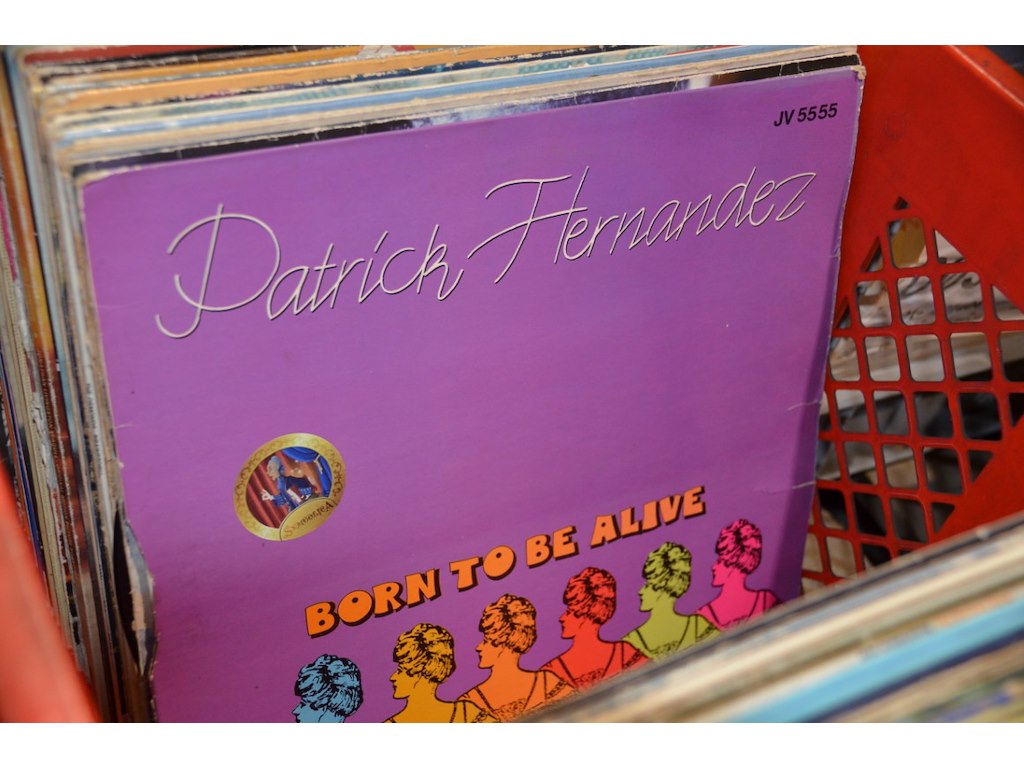 JV 5555
Patrick Hernandez
BORN TO BE ALIVE